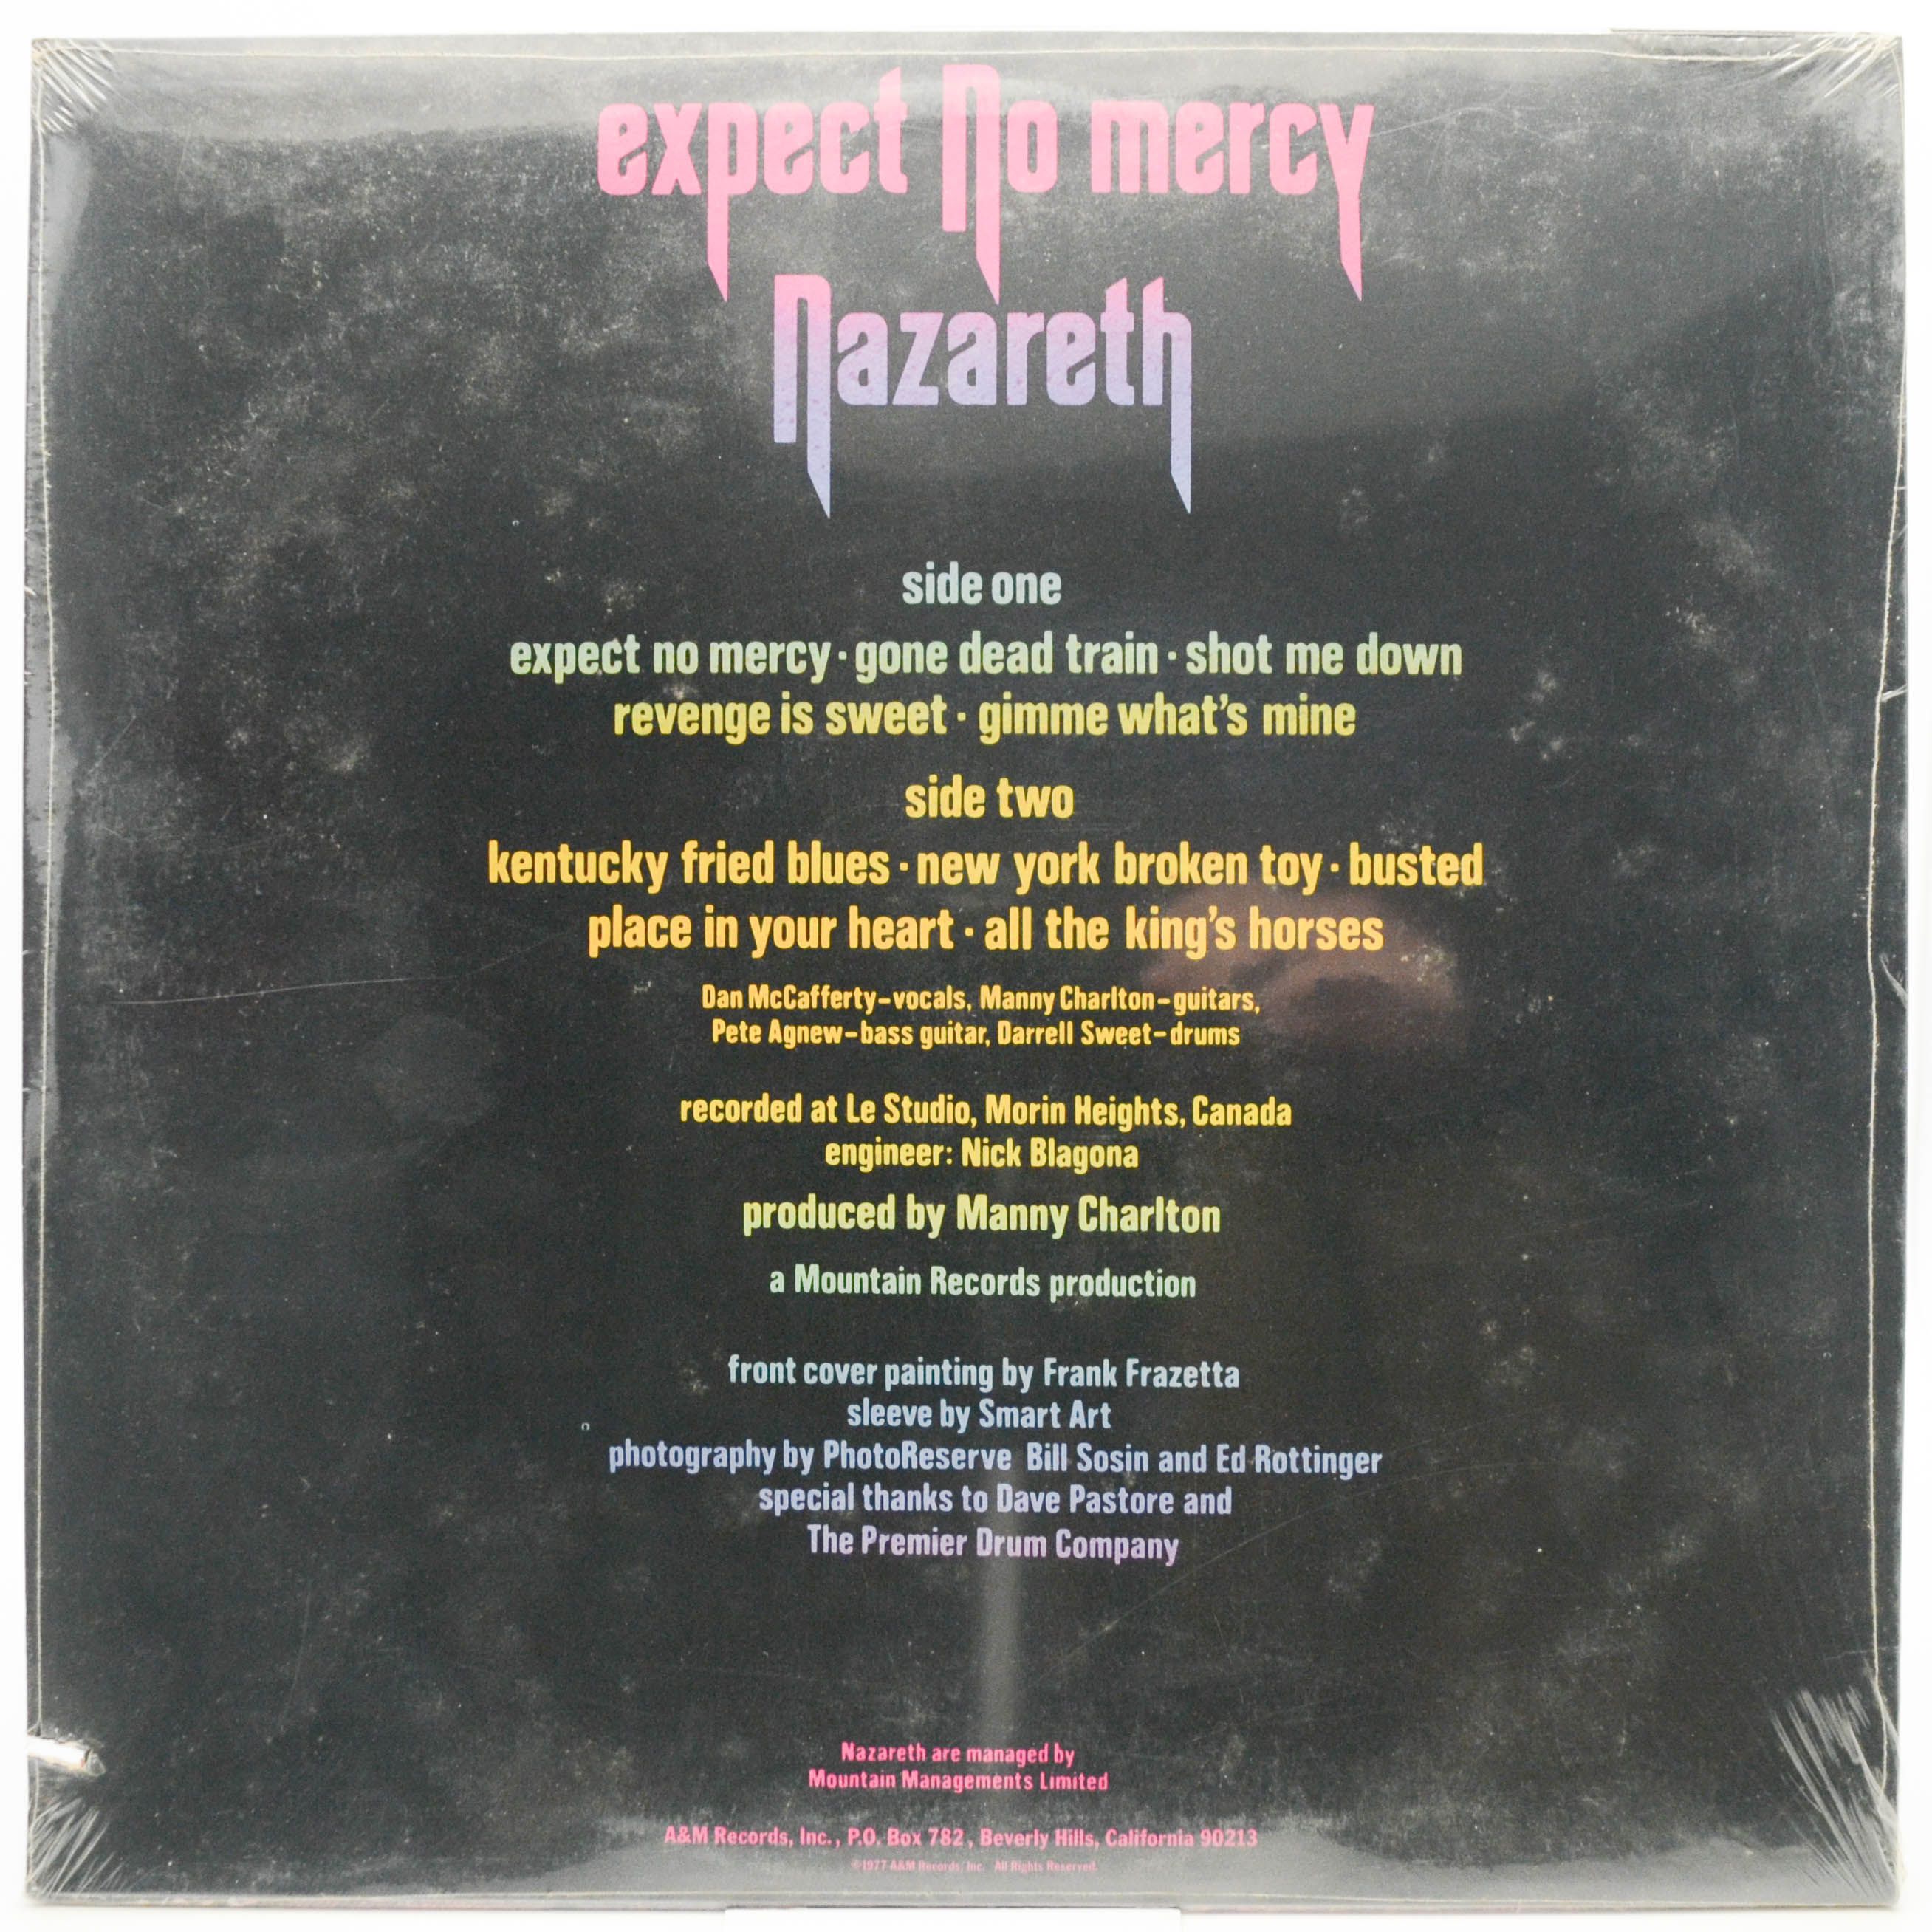 expect No mercy
Nazareth
side one
expect no mercy · gone dead train · shot me down
revenge is sweet · gimme what's mine
side two
kentucky fried blues · new york broken toy · busted
place in your heart · all the king's horses
Dan McCafferty–vocals, Manny Charlton–guitars,
Pete Agnew–bass guitar, Darrell Sweet–drums
recorded at Le Studio, Morin Heights, Canada
engineer: Nick Blagona
produced by Manny Charlton
a Mountain Records production
front cover painting by Frank Frazetta
sleeve by Smart Art
photography by PhotoReserve Bill Sosin and Ed Rottinger
special thanks to Dave Pastore and
The Premier Drum Company
Nazareth are managed by
Mountain Managements Limited
A&M Records, Inc., P.O. Box 782, Beverly Hills, California 90213
©1977 A&M Records, Inc. All Rights Reserved.